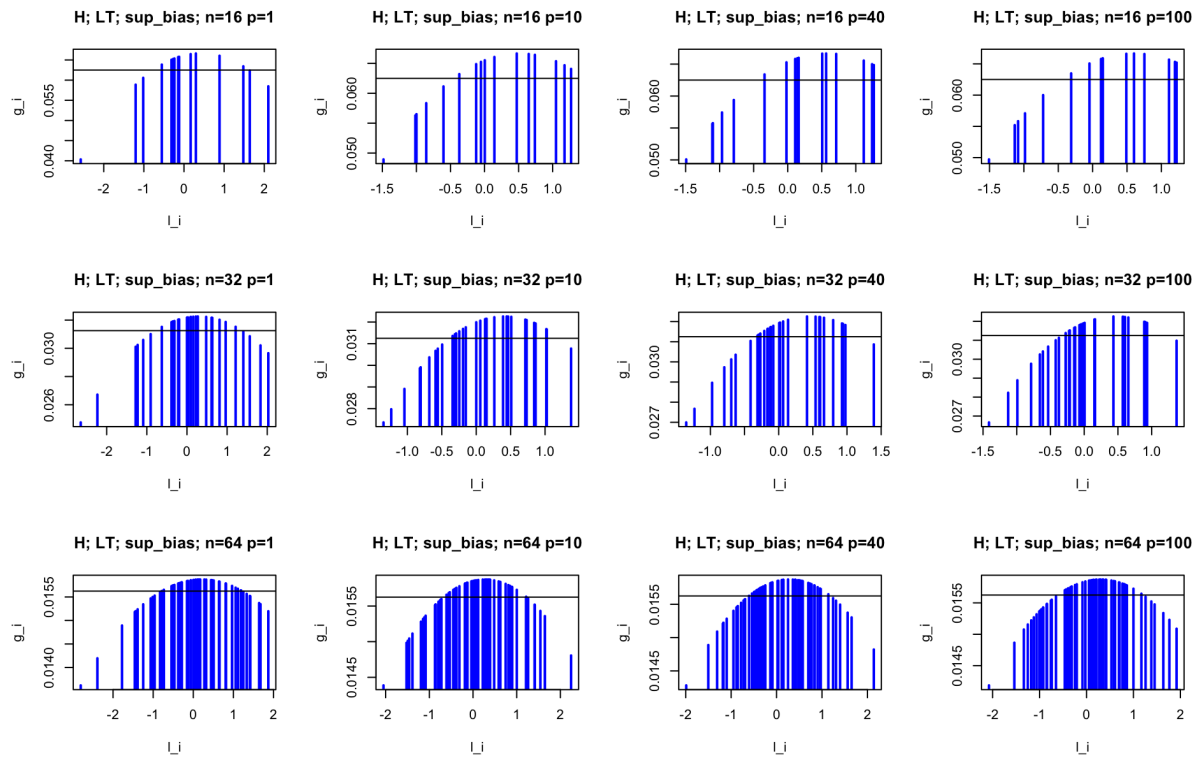 H; LT; sup_bias; n=16 p=1
H; LT; sup_bias; n=16 p=10
H; LT; sup_bias; n=16 p=40
H; LT; sup_bias; n=16 p=100
g_i
0.055
0.040
-2 -1 0 1 2
l_i
g_i
0.060
0.050
-1.5 -0.5 0.0 0.5 1.0
l_i
g_i
0.060
0.050
-1.5 -0.5 0.0 0.5 1.0
l_i
g_i
0.060
0.050
-1.5 -0.5 0.0 0.5 1.0
l_i
H; LT; sup_bias; n=32 p=1
H; LT; sup_bias; n=32 p=10
H; LT; sup_bias; n=32 p=40
H; LT; sup_bias; n=32 p=100
g_i
0.030
0.026
-2 -1 0 1 2
l_i
g_i
0.031
0.028
-1.0 0.0 0.5 1.0
l_i
g_i
0.030
0.027
-1.0 0.0 0.5 1.0 1.5
l_i
g_i
0.030
0.027
-1.5 -0.5 0.0 0.5 1.0
l_i
H; LT; sup_bias; n=64 p=1
H; LT; sup_bias; n=64 p=10
H; LT; sup_bias; n=64 p=40
H; LT; sup_bias; n=64 p=100
g_i
0.0155
0.0140
-2 -1 0 1 2
l_i
g_i
0.0155
0.0145
-2 -1 0 1 2
l_i
g_i
0.0155
0.0145
-2 -1 0 1 2
l_i
g_i
0.0155
0.0145
-2 -1 0 1 2
l_i